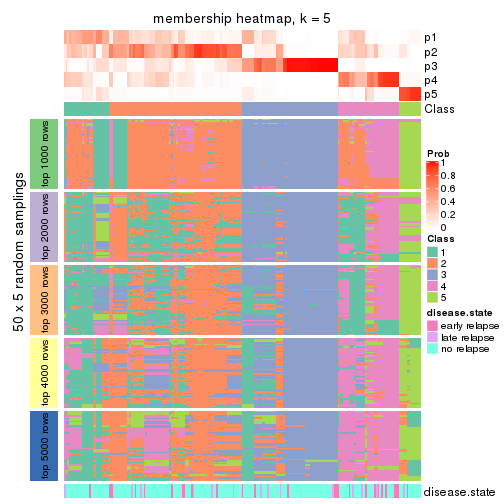 membership heatmap, k = 5
p1
p2
p3
p4
p5
Class
50 x 5 random samplings
top 1000 rows
top 2000 rows
top 3000 rows
top 4000 rows
top 5000 rows
disease.state
Prob
1
0.8
0.6
0.4
0.2
0
Class
1
2
3
4
5
disease.state
early relapse
late relapse
no relapse